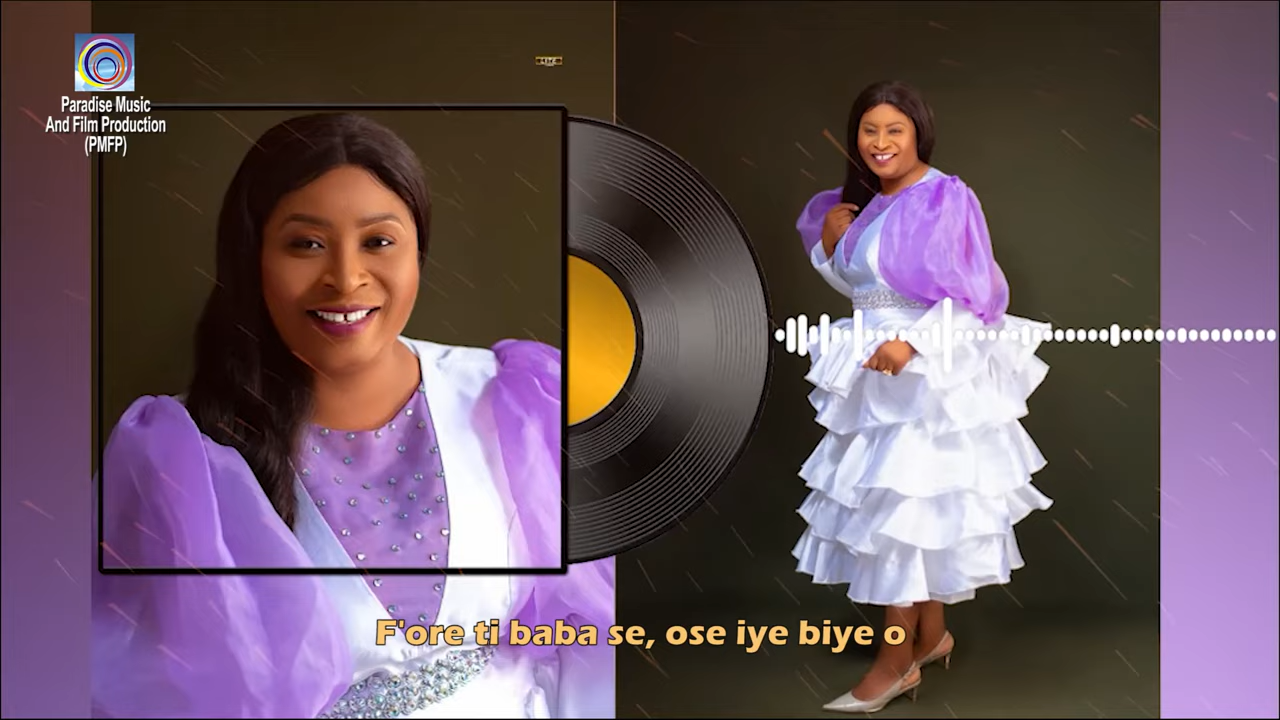 Paradise Music
And Film Production
(PMFP)
F'ore ti baba se, ose iye biye o